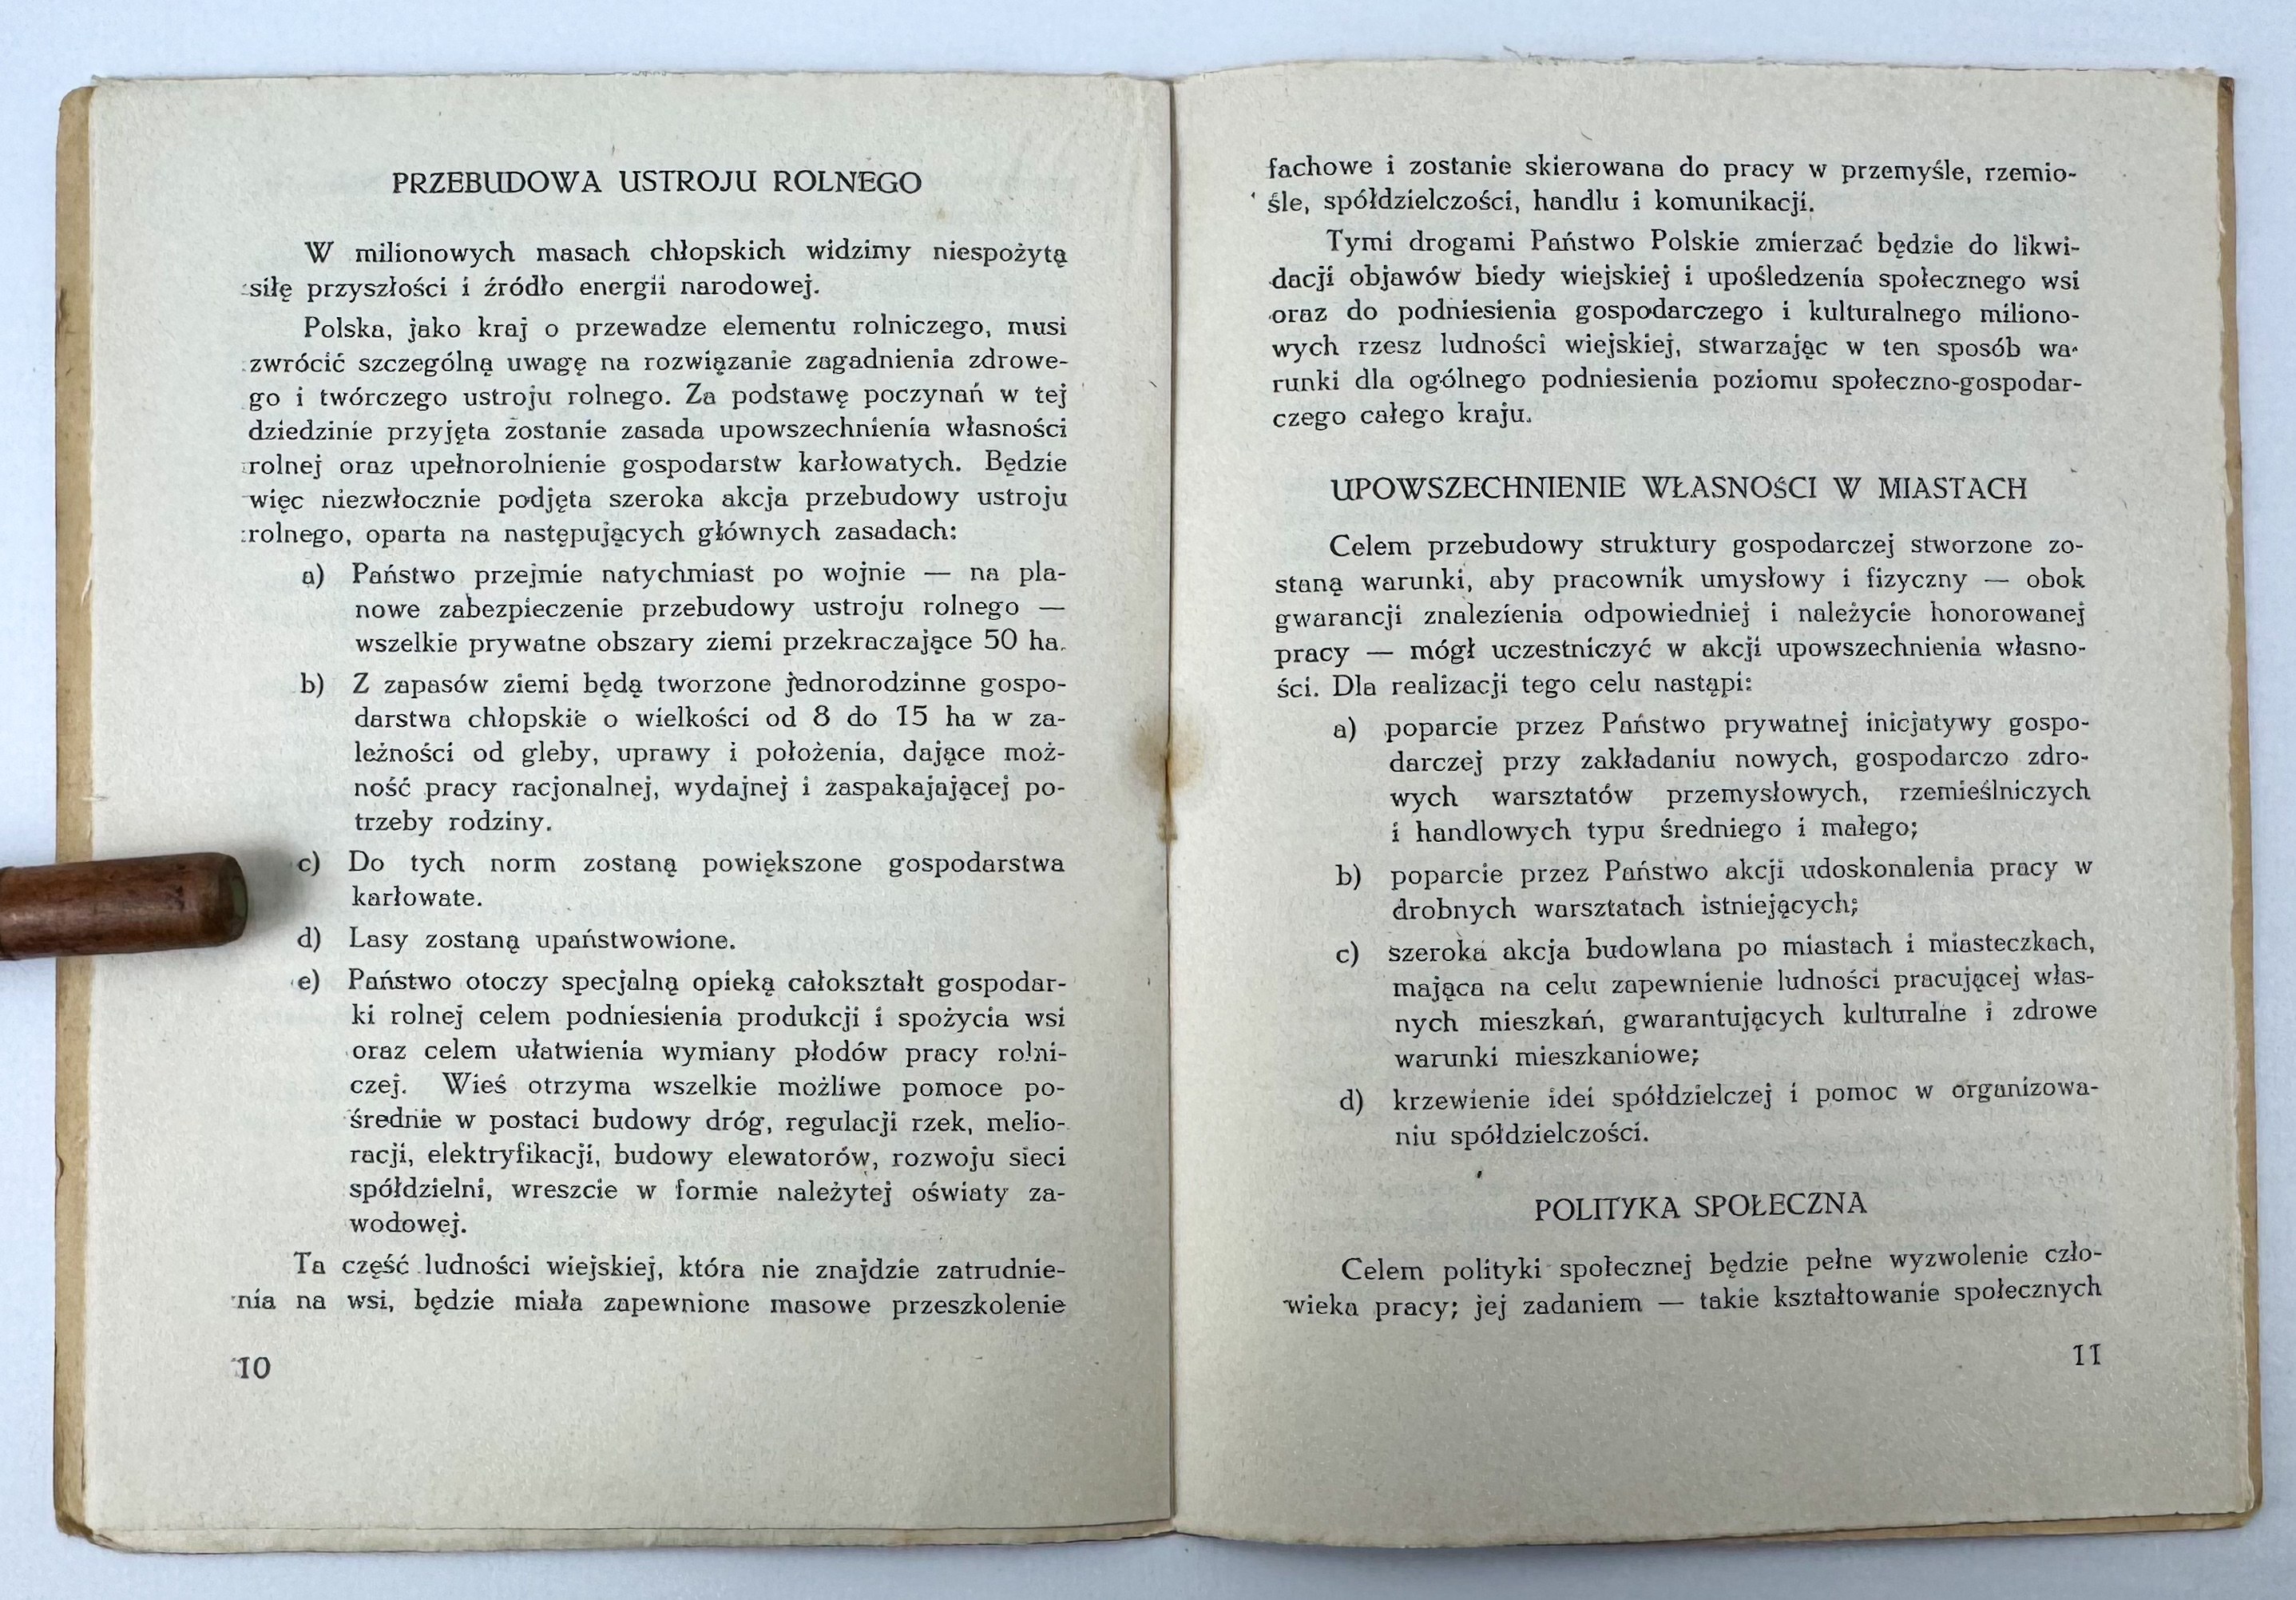 PRZEBUDOWA USTROJU ROLNEGO
W milionowych masach chłopskich widzimy niespożytą
siłę przyszłości i źródło energii narodowej.
Polska, jako kraj o przewadze elementu rolniczego, musi
zwrócić szczególną uwagę na rozwiązanie zagadnienia zdrowe-
go i twórczego ustroju rolnego. Za podstawę poczynań w tej
dziedzinie przyjęta zostanie zasada upowszechnienia własności
rolnej oraz upełnorolnienie gospodarstw karłowatych. Będzie
więc niezwłocznie podjęta szeroka akcja przebudowy ustroju
rolnego, oparta na następujących głównych zasadach:
a) Państwo przejmie natychmiast po wojnie — na pla-
nowe zabezpieczenie przebudowy ustroju rolnego —
wszelkie prywatne obszary ziemi przekraczające 50 ha.
b) Z zapasów ziemi będą tworzone jednorodzinne gospo-
darstwa chłopskie o wielkości od 8 do 15 ha w za-
leżności od gleby, uprawy i położenia, dające moż-
ność pracy racjonalnej, wydajnej i zaspakajającej po-
trzeby rodziny.
c) Do tych norm zostaną powiększone gospodarstwa
karłowate.
d) Lasy zostaną upaństwowione.
e) Państwo otoczy specjalną opieką całokształt gospodar-
ki rolnej celem podniesienia produkcji i spożycia wsi
oraz celem ułatwienia wymiany płodów pracy rolni-
czej. Wieś otrzyma wszelkie możliwe pomoce po-
średnie w postaci budowy dróg, regulacji rzek, melio-
racji, elektryfikacji, budowy elewatorów, rozwoju sieci
spółdzielni, wreszcie w formie należytej oświaty za-
wodowej.
Ta część ludności wiejskiej, która nie znajdzie zatrudnie-
nia na wsi, będzie miała zapewnione masowe przeszkolenie
10
fachowe i zostanie skierowana do pracy w przemyśle, rzemio-
śle, spółdzielczości, handlu i komunikacji.
Tymi drogami Państwo Polskie zmierzać będzie do likwi-
dacji objawów biedy wiejskiej i upośledzenia społecznego wsi
oraz do podniesienia gospodarczego i kulturalnego miliono-
wych rzesz ludności wiejskiej, stwarzając w ten sposób wa-
runki dla ogólnego podniesienia poziomu społeczno-gospodar-
czego całego kraju.
UPOWSZECHNIENIE WŁASNOŚCI W MIASTACH
Celem przebudowy struktury gospodarczej stworzone zo-
staną warunki, aby pracownik umysłowy i fizyczny — obok
gwarancji znalezienia odpowiedniej i należycie honorowanej
pracy — mógł uczestniczyć w akcji upowszechnienia własno-
ści. Dla realizacji tego celu nastąpi:
a) poparcie przez Państwo prywatnej inicjatywy gospo-
darczej przy zakładaniu nowych, gospodarczo zdro-
wych warsztatów przemysłowych, rzemieślniczych
i handlowych typu średniego i małego;
b) poparcie przez Państwo akcji udoskonalenia pracy w
drobnych warsztatach istniejących;
c) szeroka akcja budowlana po miastach i miasteczkach,
mająca na celu zapewnienie ludności pracującej włas-
nych mieszkań, gwarantujących kulturalne i zdrowe
warunki mieszkaniowe;
d) krzewienie idei spółdzielczej i pomoc w organizowa-
niu spółdzielczości.
POLITYKA SPOŁECZNA
Celem polityki społecznej będzie pełne wyzwolenie czło-
wieka pracy; jej zadaniem — takie kształtowanie społecznych
11